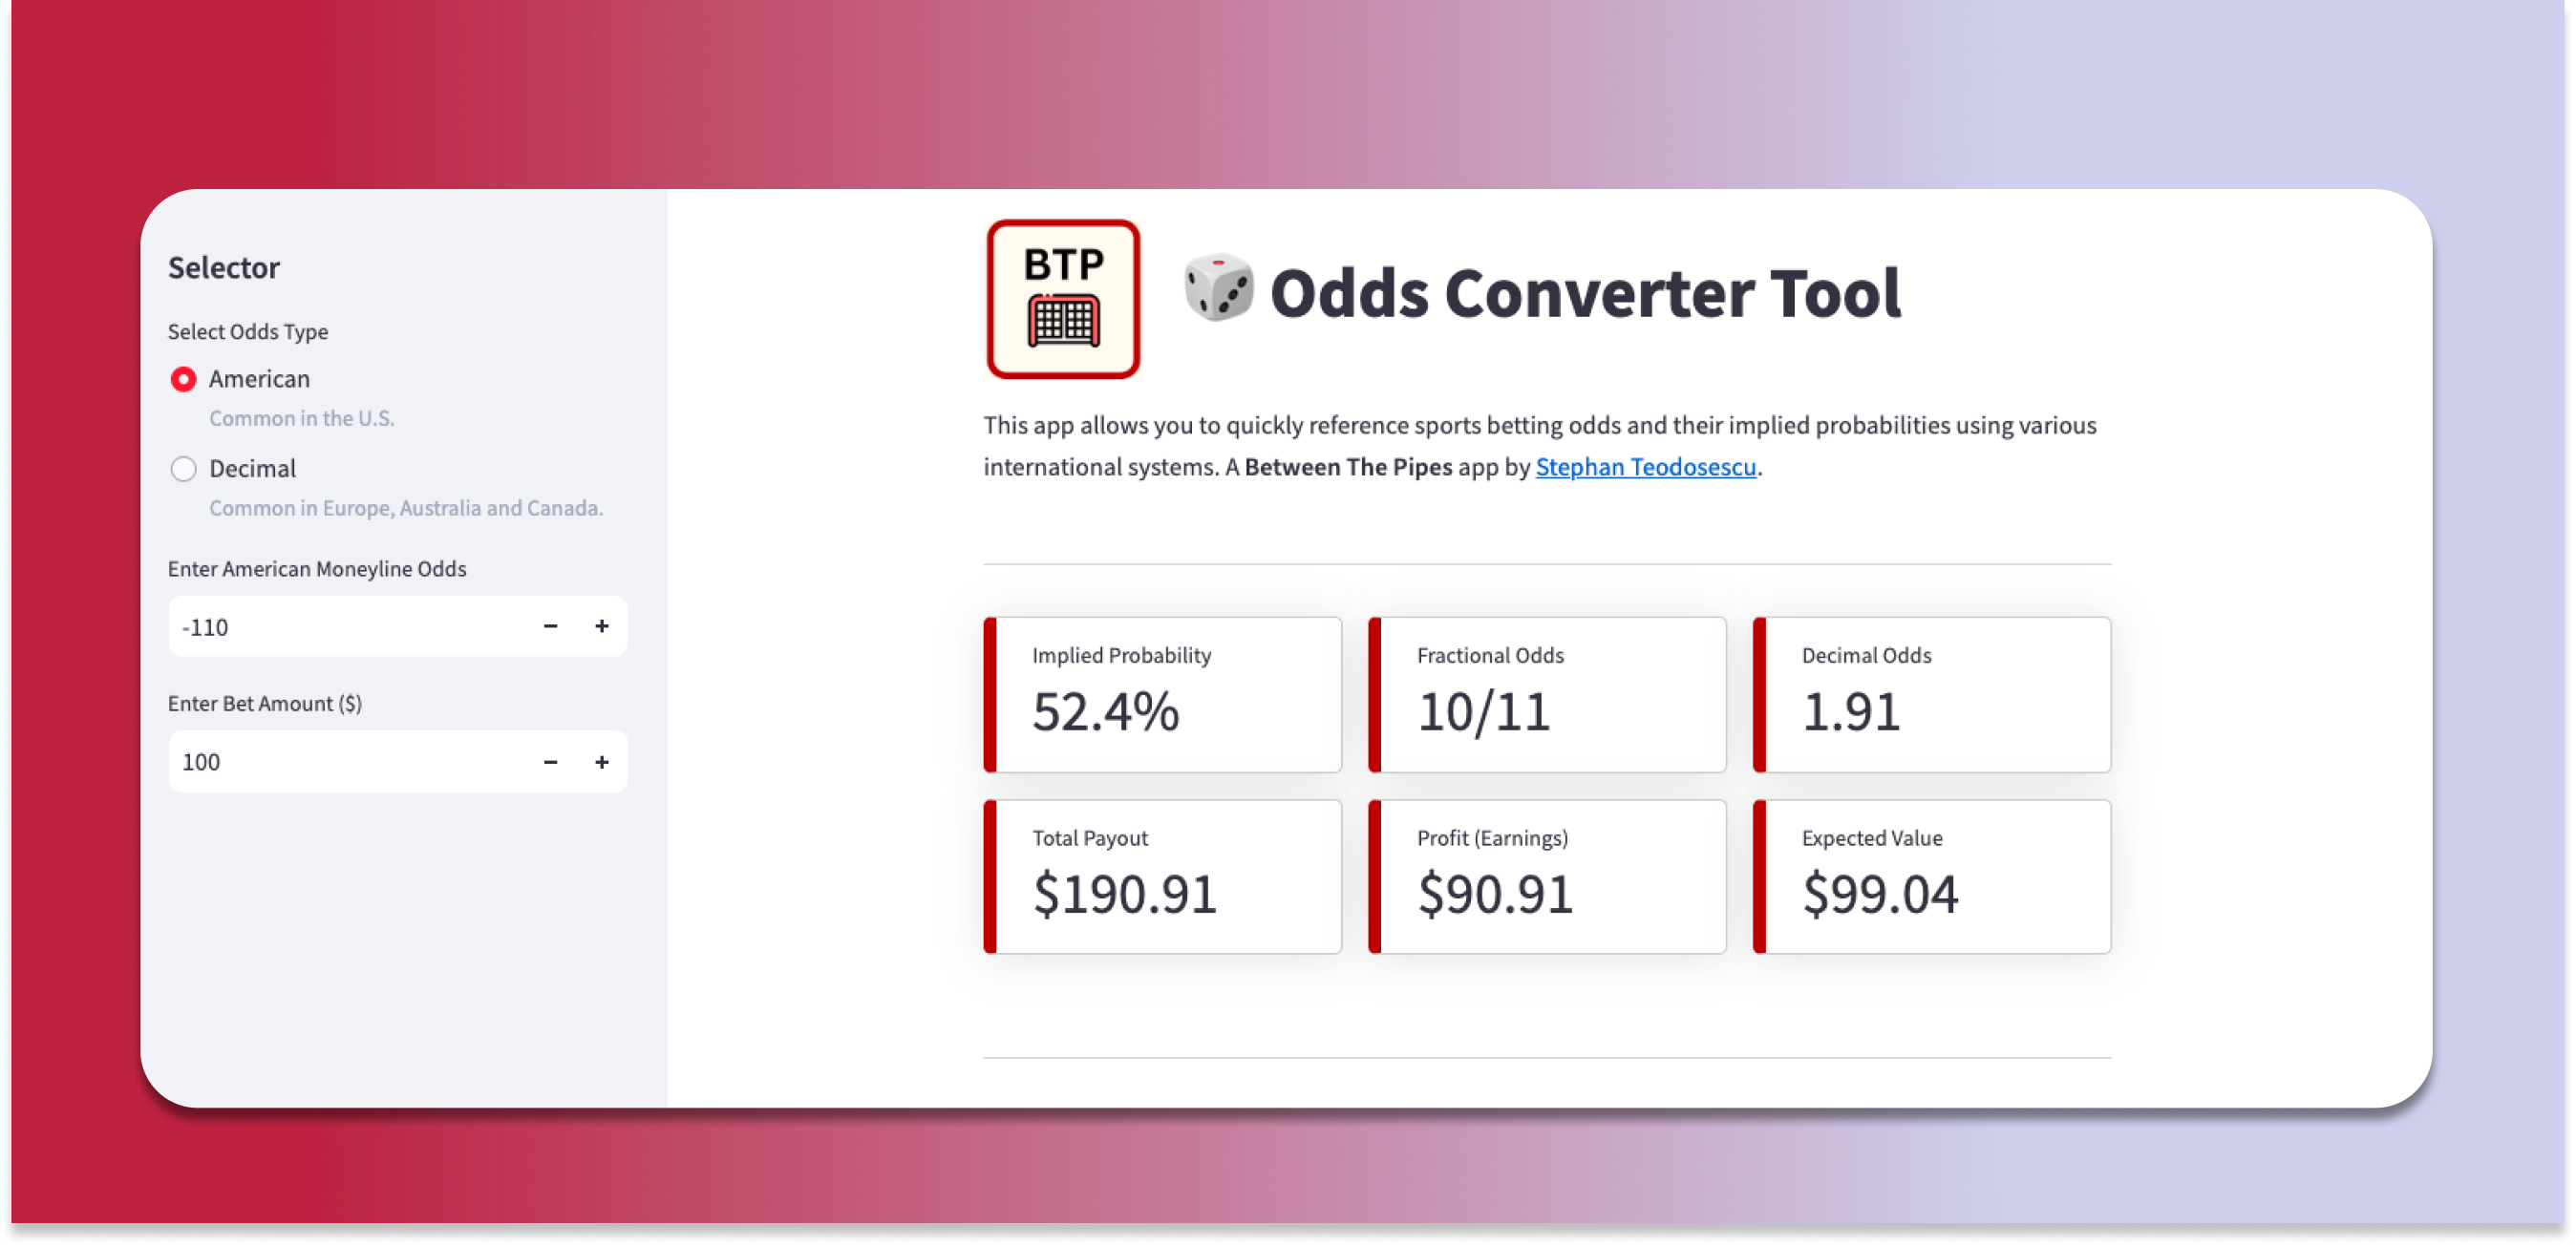 Selector
Select Odds Type
American
Common in the U.S.
Decimal
Common in Europe, Australia and Canada.
Enter American Moneyline Odds
-110
− +
Enter Bet Amount ($)
100
− +
BTP
Odds Converter Tool
This app allows you to quickly reference sports betting odds and their implied probabilities using various
international systems. A Between The Pipes app by Stephan Teodosescu.
Implied Probability
52.4%
Fractional Odds
10/11
Decimal Odds
1.91
Total Payout
$190.91
Profit (Earnings)
$90.91
Expected Value
$99.04